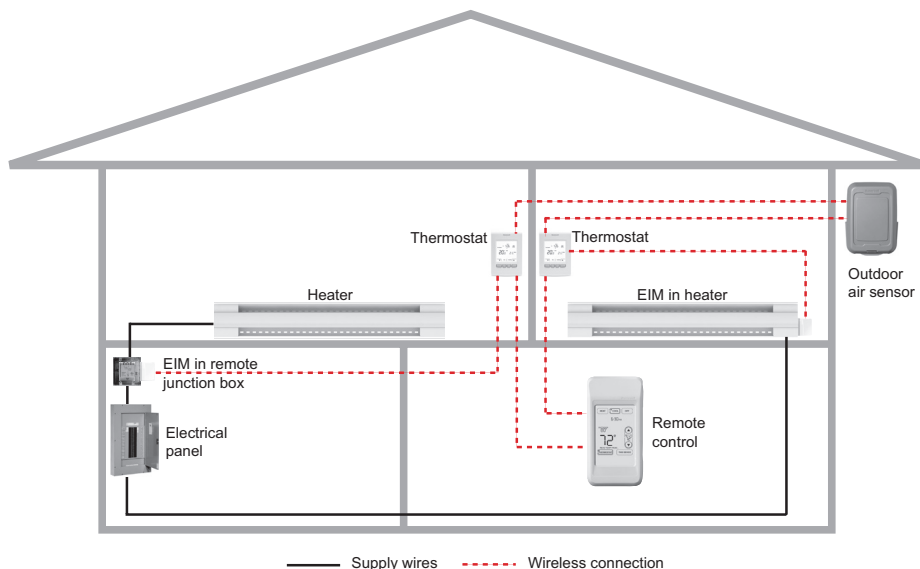 Thermostat
Thermostat
Outdoor
air sensor
Heater
EIM in heater
EIM in remote
junction box
Electrical
panel
72°
Remote
control
Supply wires
Wireless connection